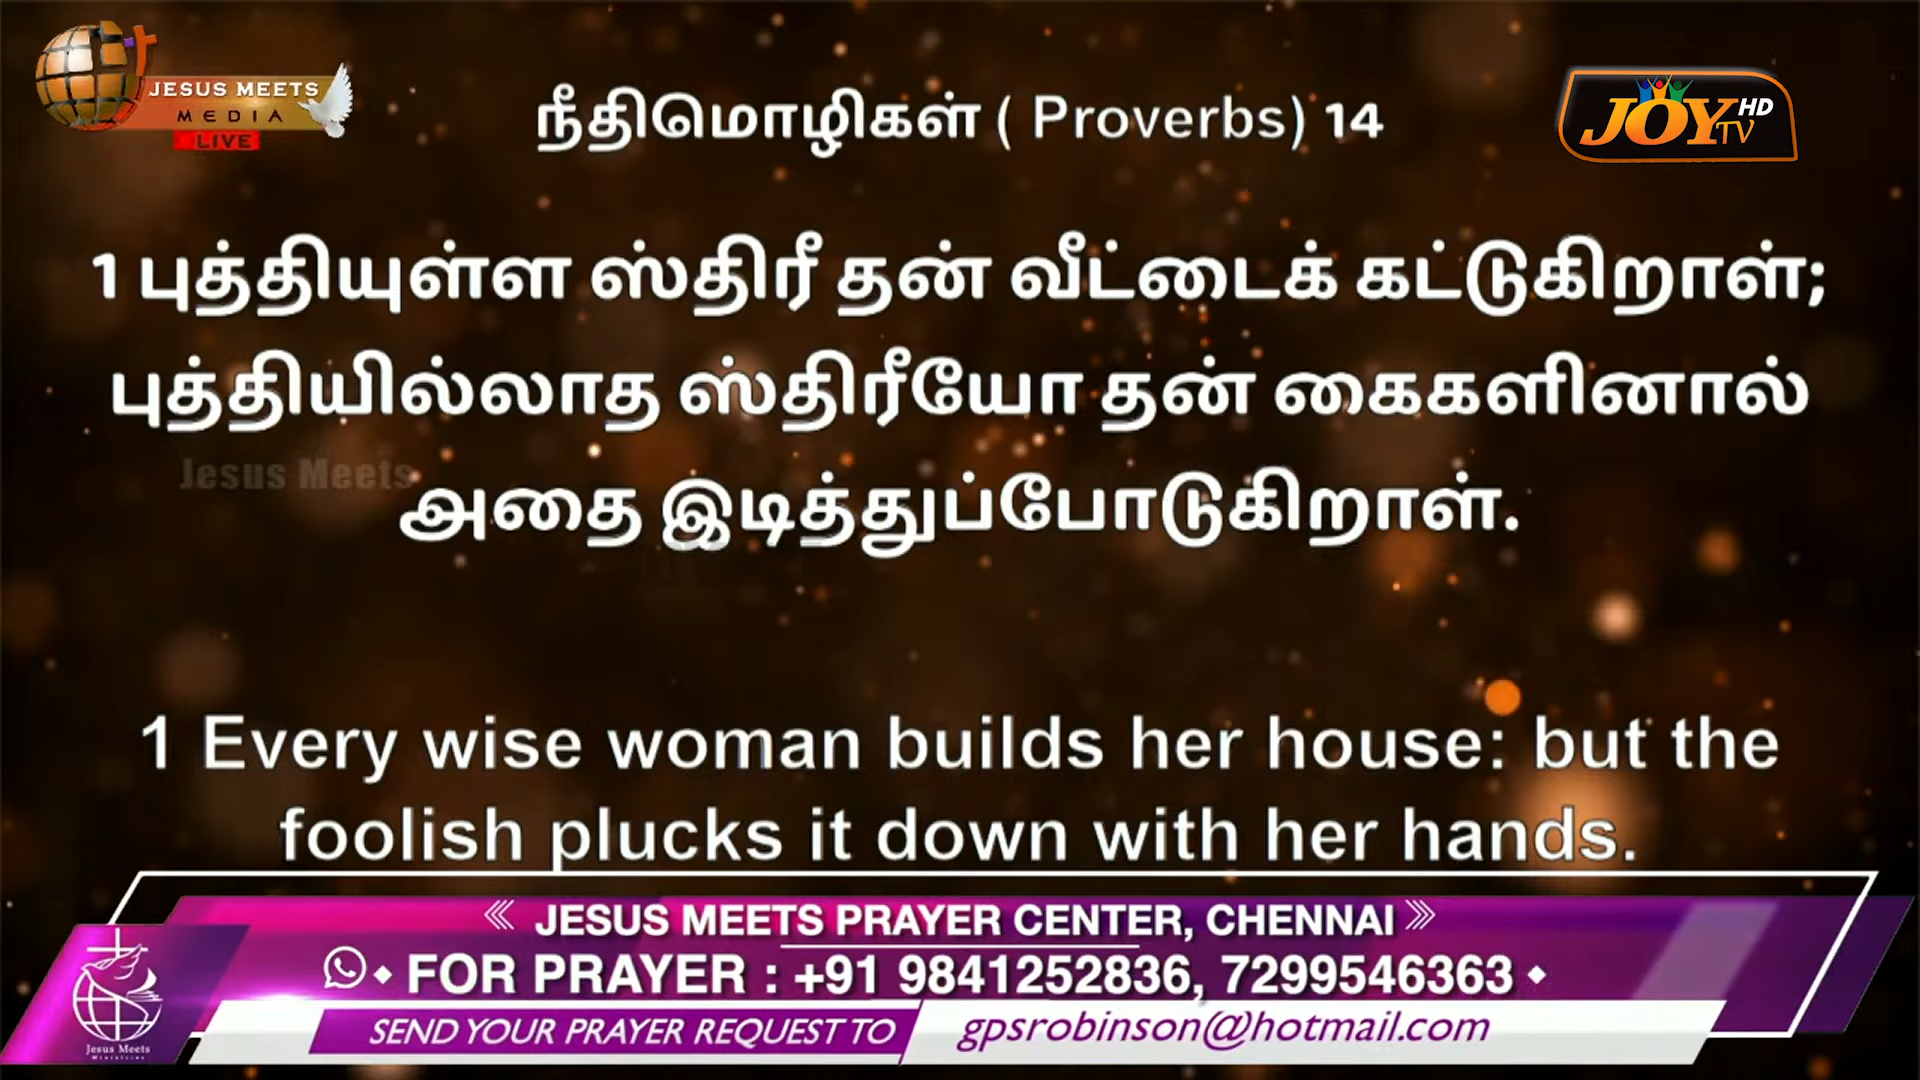 JESUS MEETS
MEDIA
LIVE
நீதிமொழிகள் ( Proverbs) 14
JOY HD
TV
1 புத்தியுள்ள ஸ்திரீ தன் வீட்டைக் கட்டுகிறாள்;
புத்தியில்லாத ஸ்திரீயோ தன் கைகளினால்
Jesus Meets
அதை இடித்துப்போடுகிறாள்.
1 Every wise woman builds her house: but the
foolish plucks it down with her hands.
JESUS MEETS PRAYER CENTER, CHENNAI
FOR PRAYER : +91 9841252836, 7299546363
SEND YOUR PRAYER REQUEST TO gpsrobinson@hotmail.com
Jesus Meets
Ministries